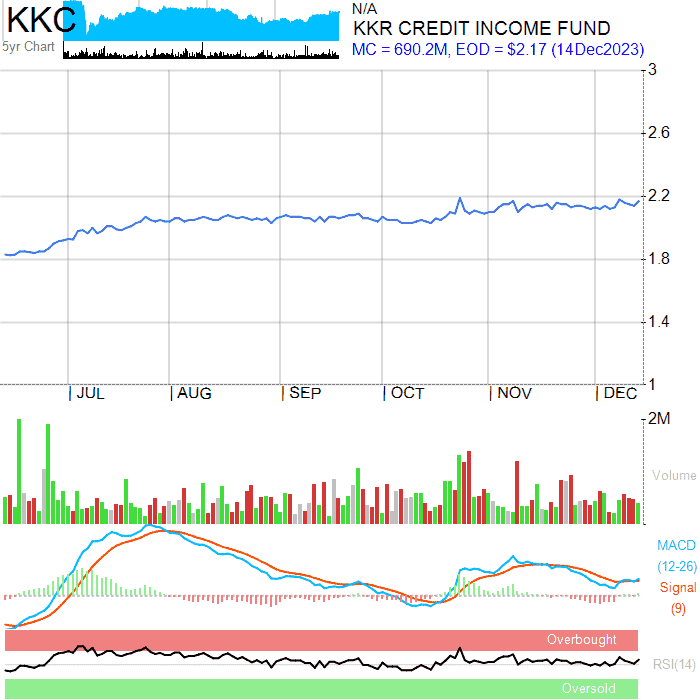 KKC
N/A
KKR CREDIT INCOME FUND
5yr Chart
MC = 690.2M, EOD = $2.17 (14Dec2023)
3
2.6
2.2
1.8
1.4
1
JUL
AUG
SEP
OCT
NOV
DEC
2M
Volume
MACD
(12-26)
Signal
(9)
Overbought
RSI(14)
Oversold